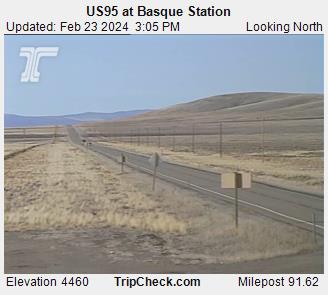 US95 at Basque Station
Updated: Feb 23 2024  3:05 PM Looking North
Elevation 4460 TripCheck.com Milepost 91.62